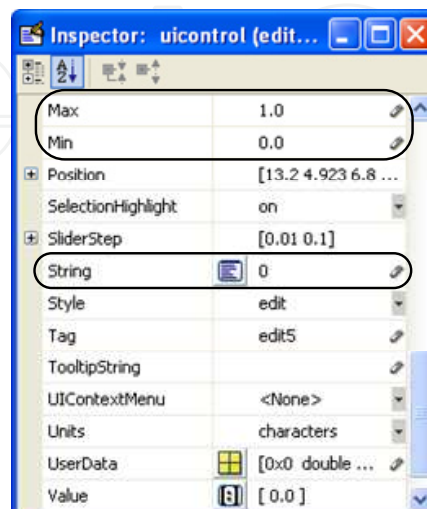 Inspector: uicontrol (edit...
Max 1.0
Min 0.0
Position [13.2 4.923 6.8 ...
SelectionHighlight on
SliderStep [0.01 0.1]
String 0
Style edit
Tag edit5
TooltipString
UIContextMenu <None>
Units characters
UserData [0x0 double ...
Value [ 0.0 ]